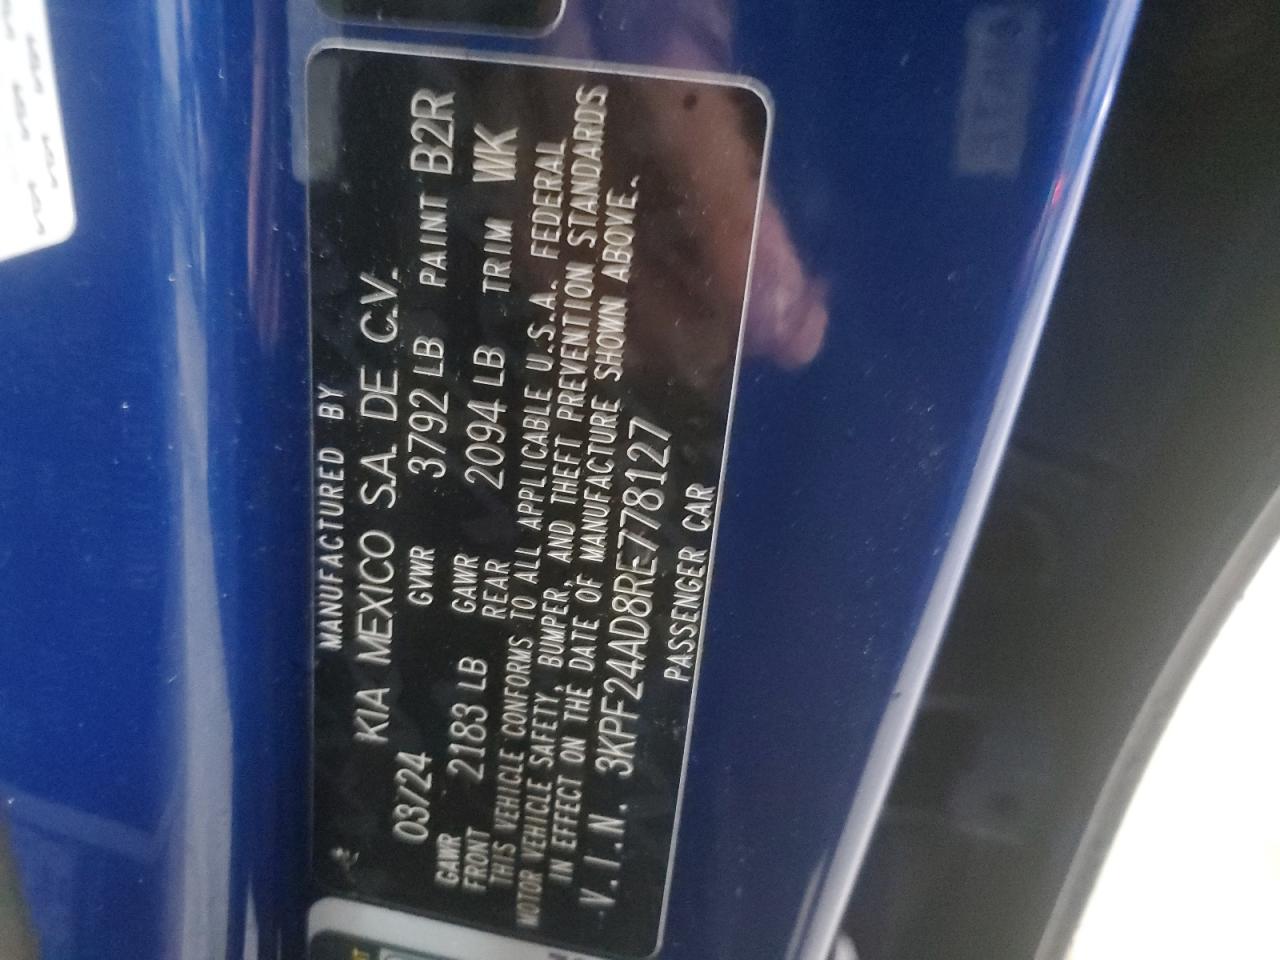 MANUFACTURED BY
KIA MEXICO S.A. DE C.V.
03/24 GVWR 3792 LB PAINT B2R
GAWR FRONT 2183 LB GAWR REAR 2094 LB TRIM WK
THIS VEHICLE CONFORMS TO ALL APPLICABLE U.S.A. FEDERAL
MOTOR VEHICLE SAFETY, BUMPER, AND THEFT PREVENTION STANDARDS
IN EFFECT ON THE DATE OF MANUFACTURE SHOWN ABOVE.
V.I.N. 3KPF24AD8RE778127
PASSENGER CAR